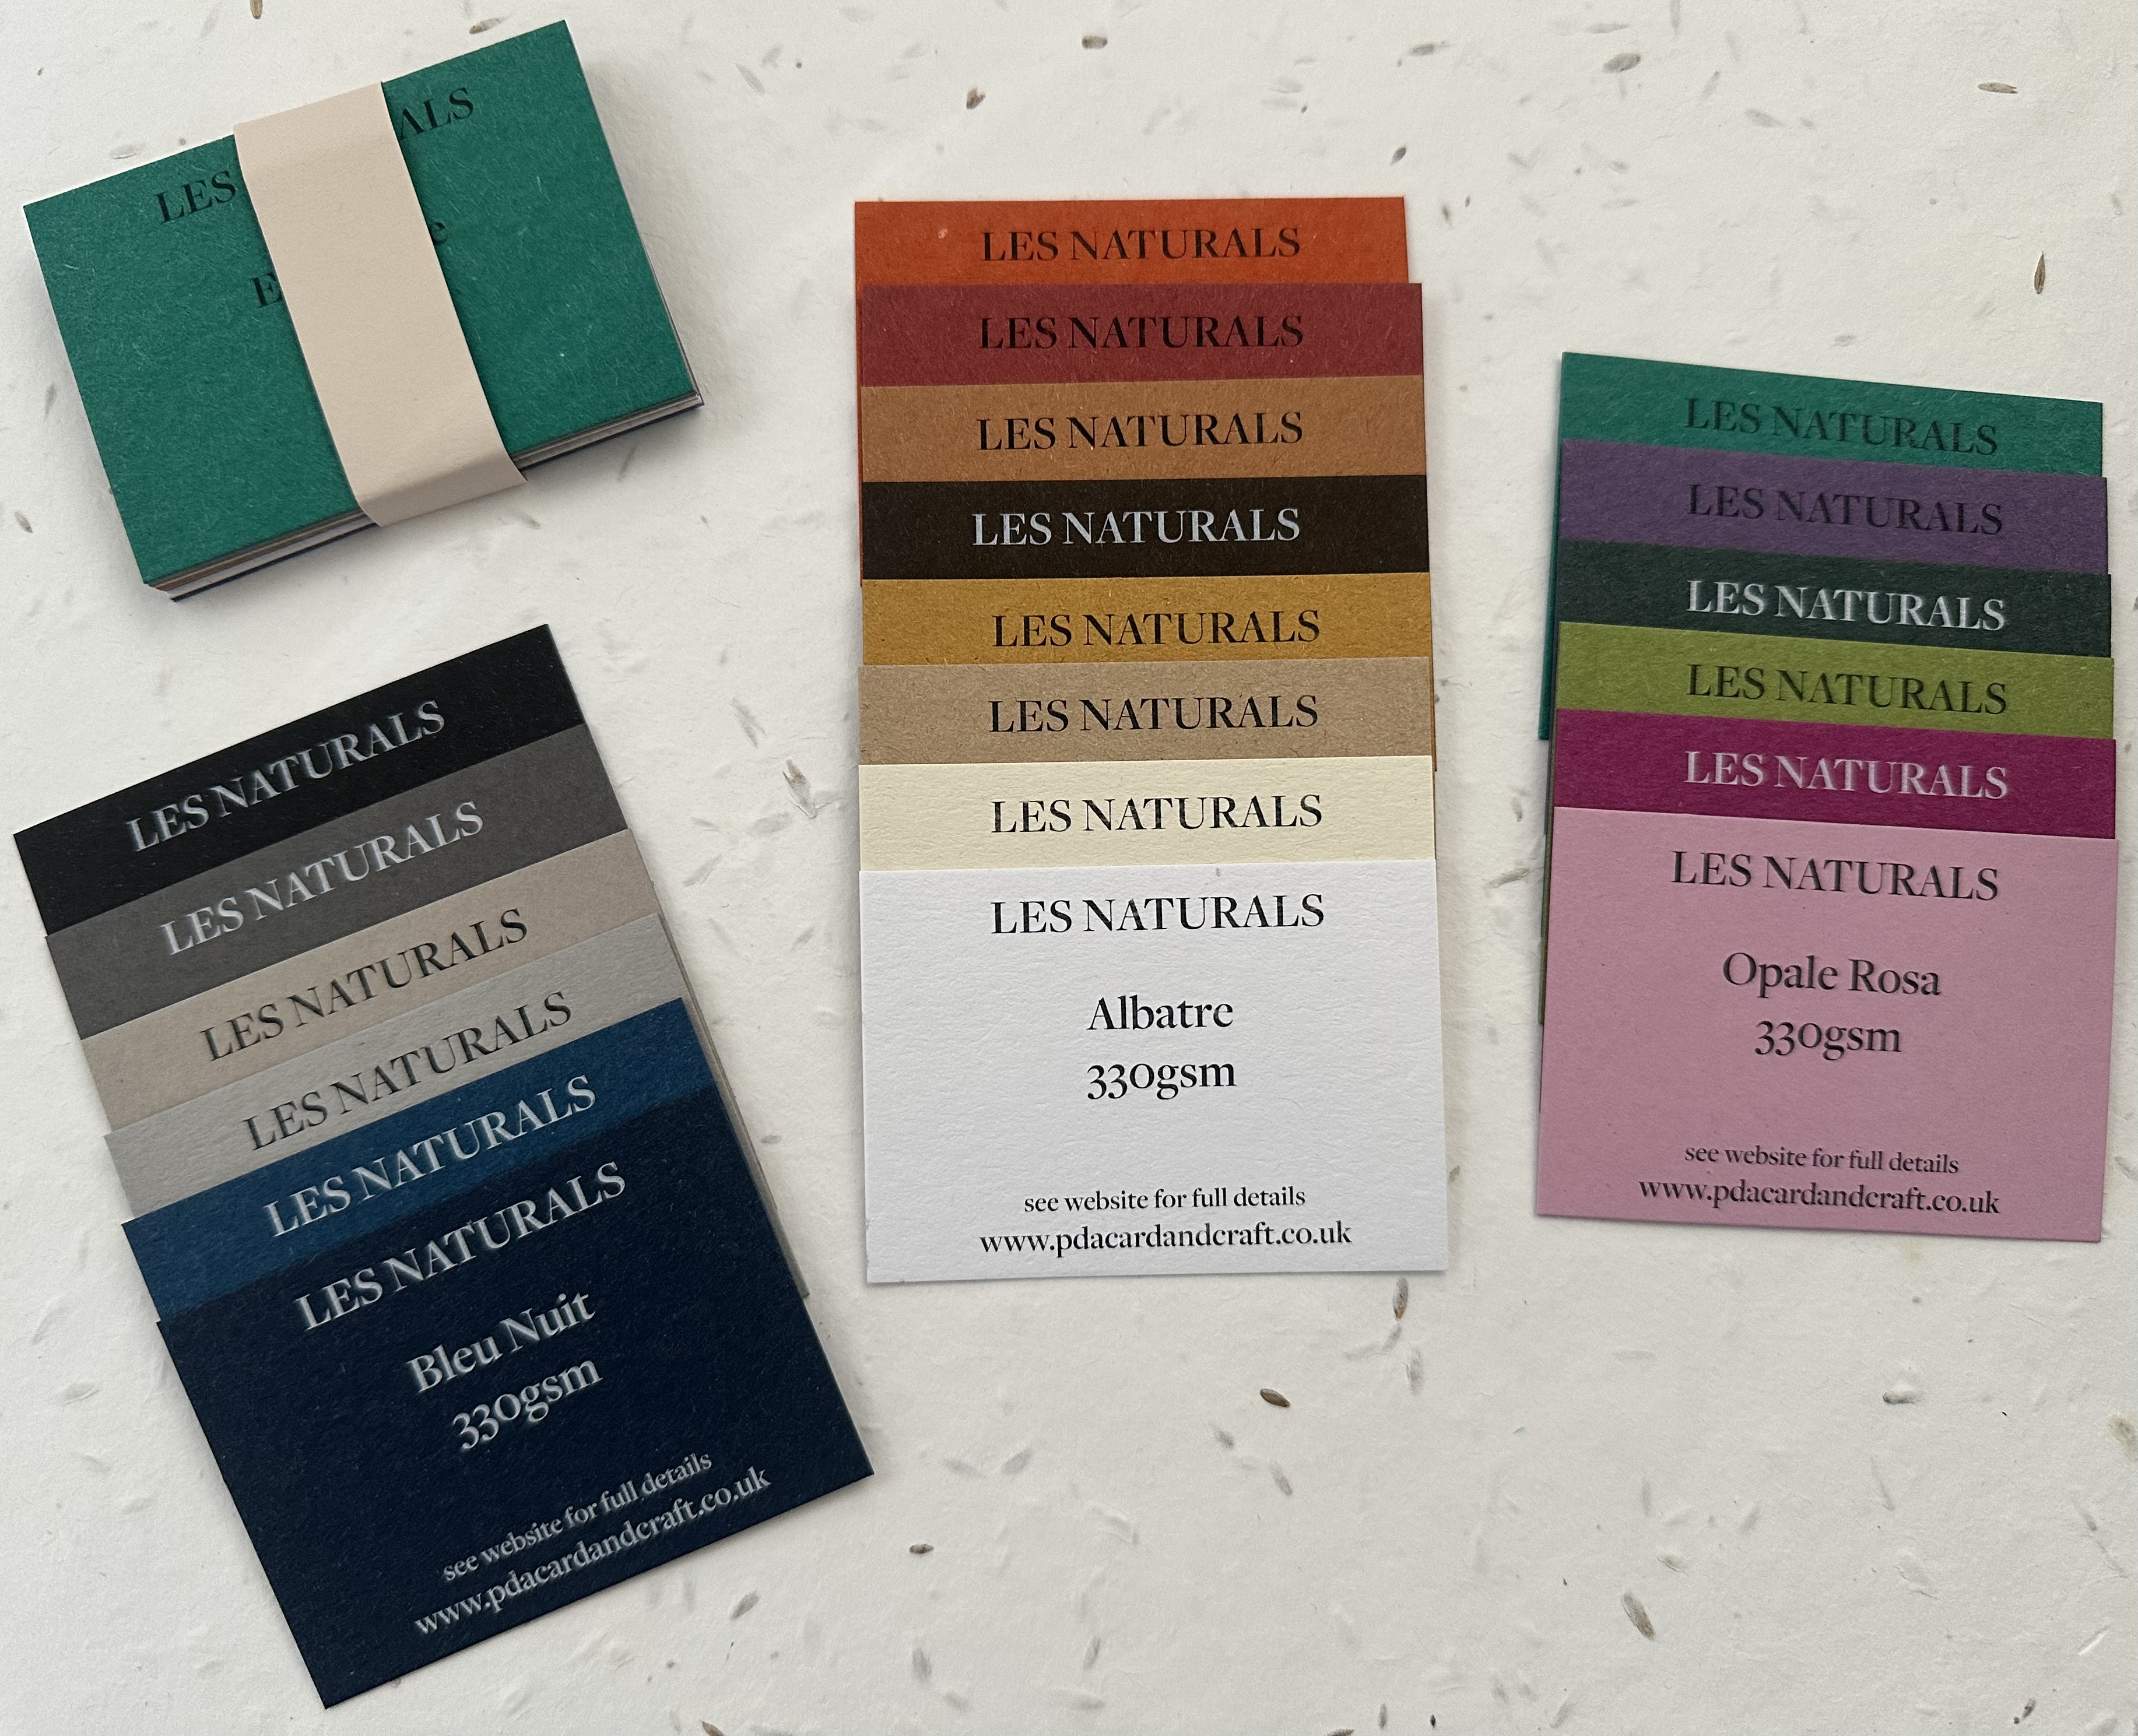 LES
ALS
E
e
LES NATURALS
LES NATURALS
LES NATURALS
LES NATURALS
LES NATURALS
LES NATURALS
Bleu Nuit
330gsm
see website for full details
www.pdacardandcraft.co.uk
LES NATURALS
LES NATURALS
LES NATURALS
LES NATURALS
LES NATURALS
LES NATURALS
LES NATURALS
LES NATURALS
Albatre
330gsm
see website for full details
www.pdacardandcraft.co.uk
LES NATURALS
LES NATURALS
LES NATURALS
LES NATURALS
LES NATURALS
LES NATURALS
Opale Rosa
330gsm
see website for full details
www.pdacardandcraft.co.uk